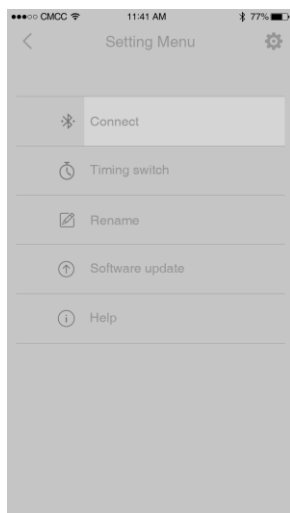 CMCC 11:41 AM 77%
Setting Menu
Connect
Timing switch
Rename
Software update
Help